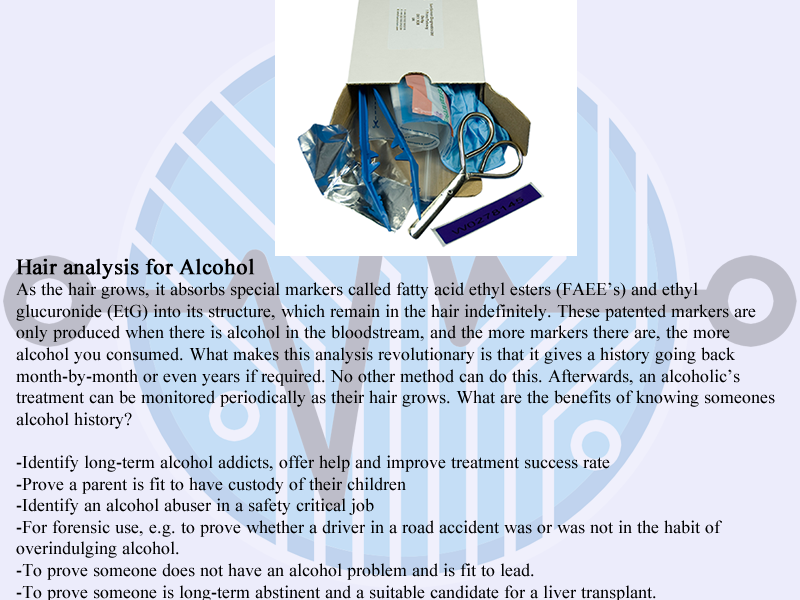 W0278145
Hair analysis for Alcohol
As the hair grows, it absorbs special markers called fatty acid ethyl esters (FAEE's) and ethyl
glucuronide (EtG) into its structure, which remain in the hair indefinitely. These patented markers are
only produced when there is alcohol in the bloodstream, and the more markers there are, the more
alcohol you consumed. What makes this analysis revolutionary is that it gives a history going back
month-by-month or even years if required. No other method can do this. Afterwards, an alcoholic's
treatment can be monitored periodically as their hair grows. What are the benefits of knowing someones
alcohol history?
-Identify long-term alcohol addicts, offer help and improve treatment success rate
-Prove a parent is fit to have custody of their children
-Identify an alcohol abuser in a safety critical job
-For forensic use, e.g. to prove whether a driver in a road accident was or was not in the habit of
overindulging alcohol.
-To prove someone does not have an alcohol problem and is fit to lead.
-To prove someone is long-term abstinent and a suitable candidate for a liver transplant.